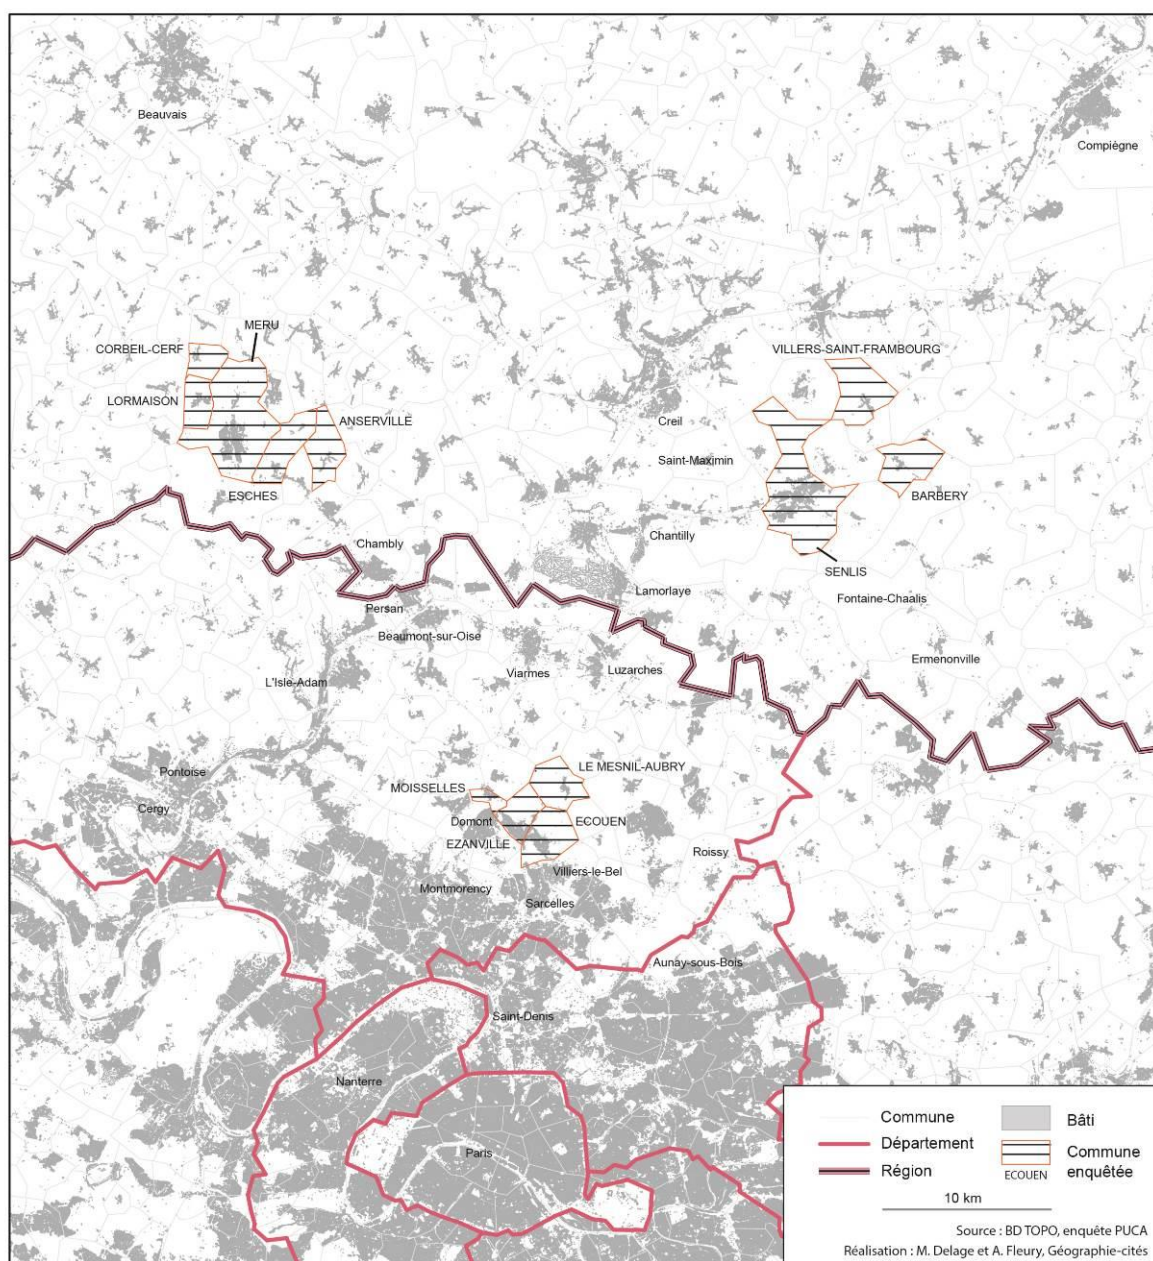 Beauvais
Compiègne
MERU
CORBEIL-CERF
VILLERS-SAINT-FRAMBOURG
LORMAISON
ANSERVILLE
Creil
Saint-Maximin
ESCHES
BARBERY
Chantilly
Chambly
SENLIS
Lamorlaye
Fontaine-Chaalis
Persan
Beaumont-sur-Oise
Ermenonville
Viarmes
Luzarches
L'Isle-Adam
LE MESNIL-AUBRY
Pontoise
MOISSELLES
Cergy
Domont
ECOUEN
EZANVILLE
Roissy
Villiers-le-Bel
Montmorency
Sarcelles
Aunay-sous-Bois
Saint-Denis
Nanterre
Paris
Commune
Département
Région
Bâti
Commune
enquêtée
ECOUEN
10 km
Source : BD TOPO, enquête PUCA
Réalisation : M. Delage et A. Fleury, Géographie-cités